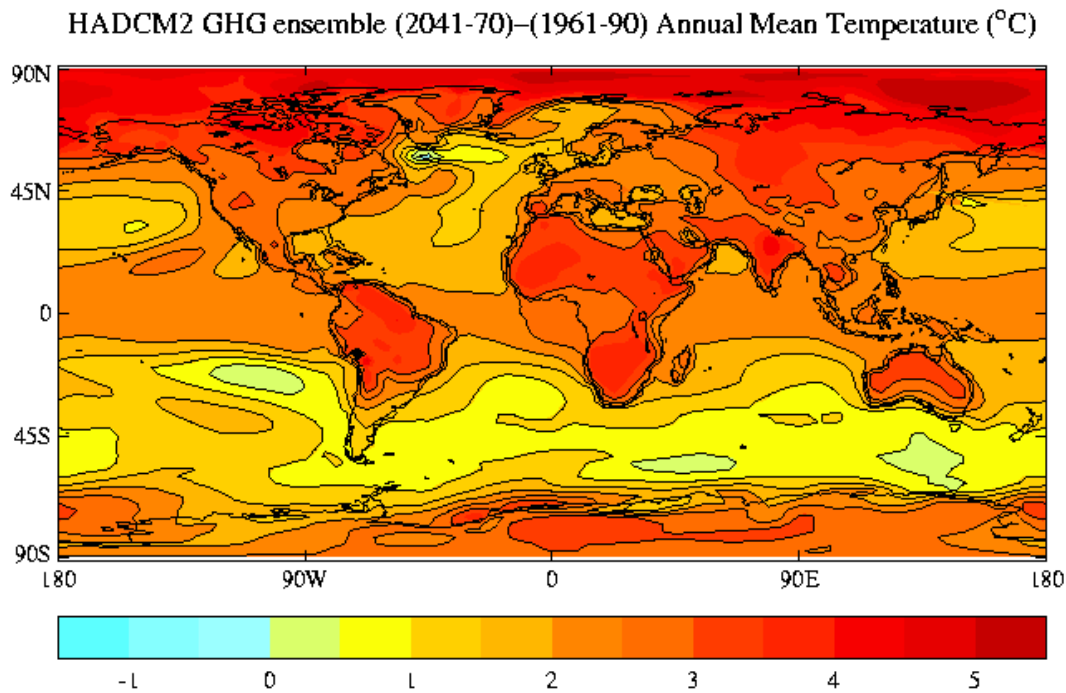 HADCM2 GHG ensemble (2041-70)–(1961-90) Annual Mean Temperature (°C)
90N
45N
0
45S
90S
180 90W 0 90E 180
-1 0 1 2 3 4 5